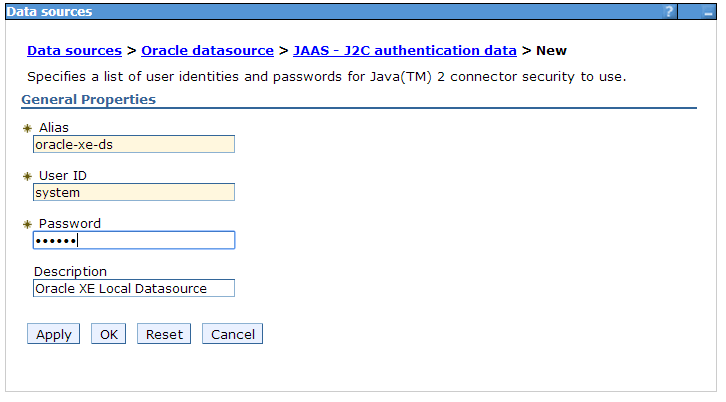 Data sources ? _
Data sources > Oracle datasource > JAAS - J2C authentication data > New
Specifies a list of user identities and passwords for Java(TM) 2 connector security to use.
General Properties
Alias
oracle-xe-ds
User ID
system
Password
••••••
Description
Oracle XE Local Datasource
Apply OK Reset Cancel